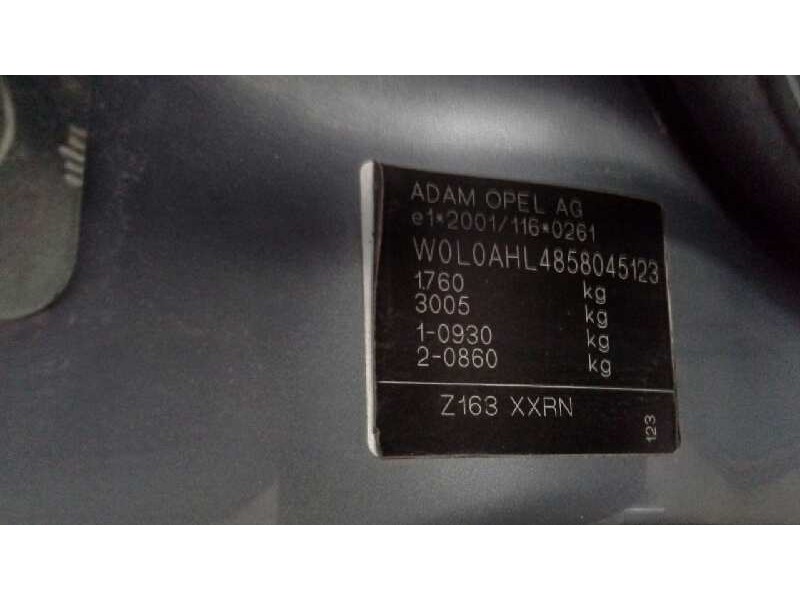 ADAM OPEL AG
e1*2001/116*0261
W0L0AHL4858045123
1760 kg
3005 kg
1-0930 kg
2-0860 kg
Z163 XXRN
123